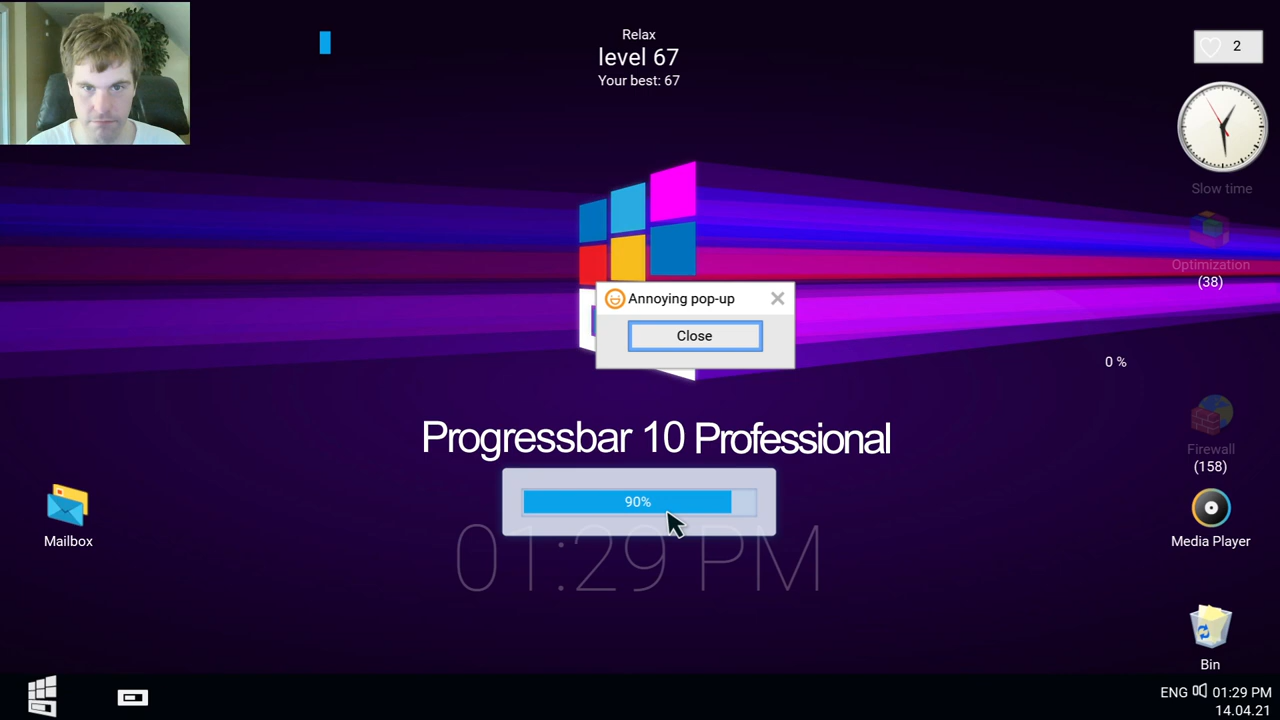 Relax
level 67
Your best: 67
2
Slow time
Optimization
(38)
Annoying pop-up
Close
0 %
Progressbar 10 Professional
Firewall
(158)
90%
Mailbox
Media Player
01:29 PM
Bin
ENG 01:29 PM
14.04.21